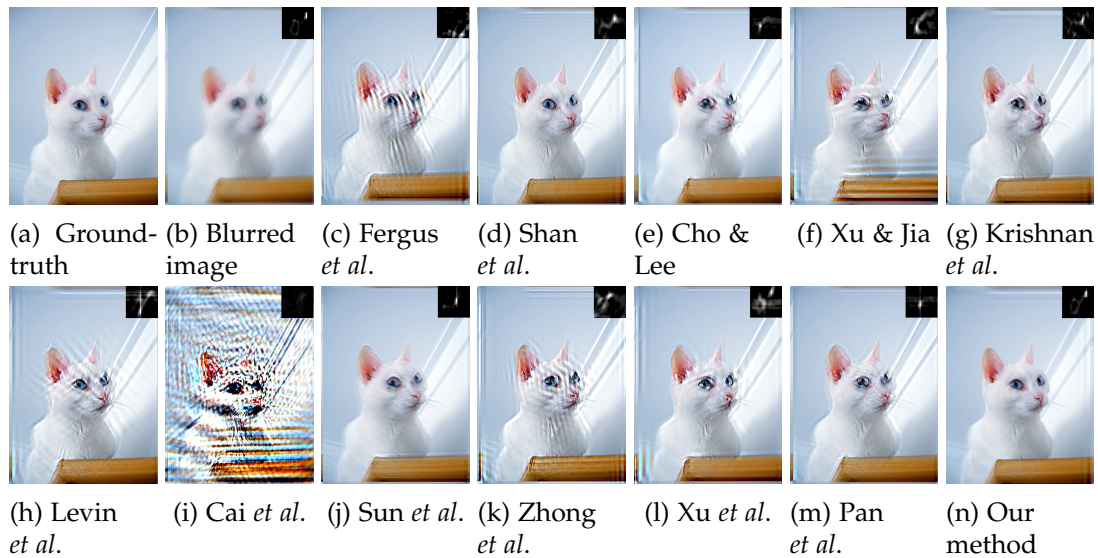 (a) Ground-
truth
(b) Blurred
image
(c) Fergus
et al.
(d) Shan
et al.
(e) Cho &
Lee
(f) Xu & Jia
(g) Krishnan
et al.
(h) Levin
et al.
(i) Cai et al.
(j) Sun et al.
(k) Zhong
et al.
(l) Xu et al.
(m) Pan
et al.
(n) Our
method